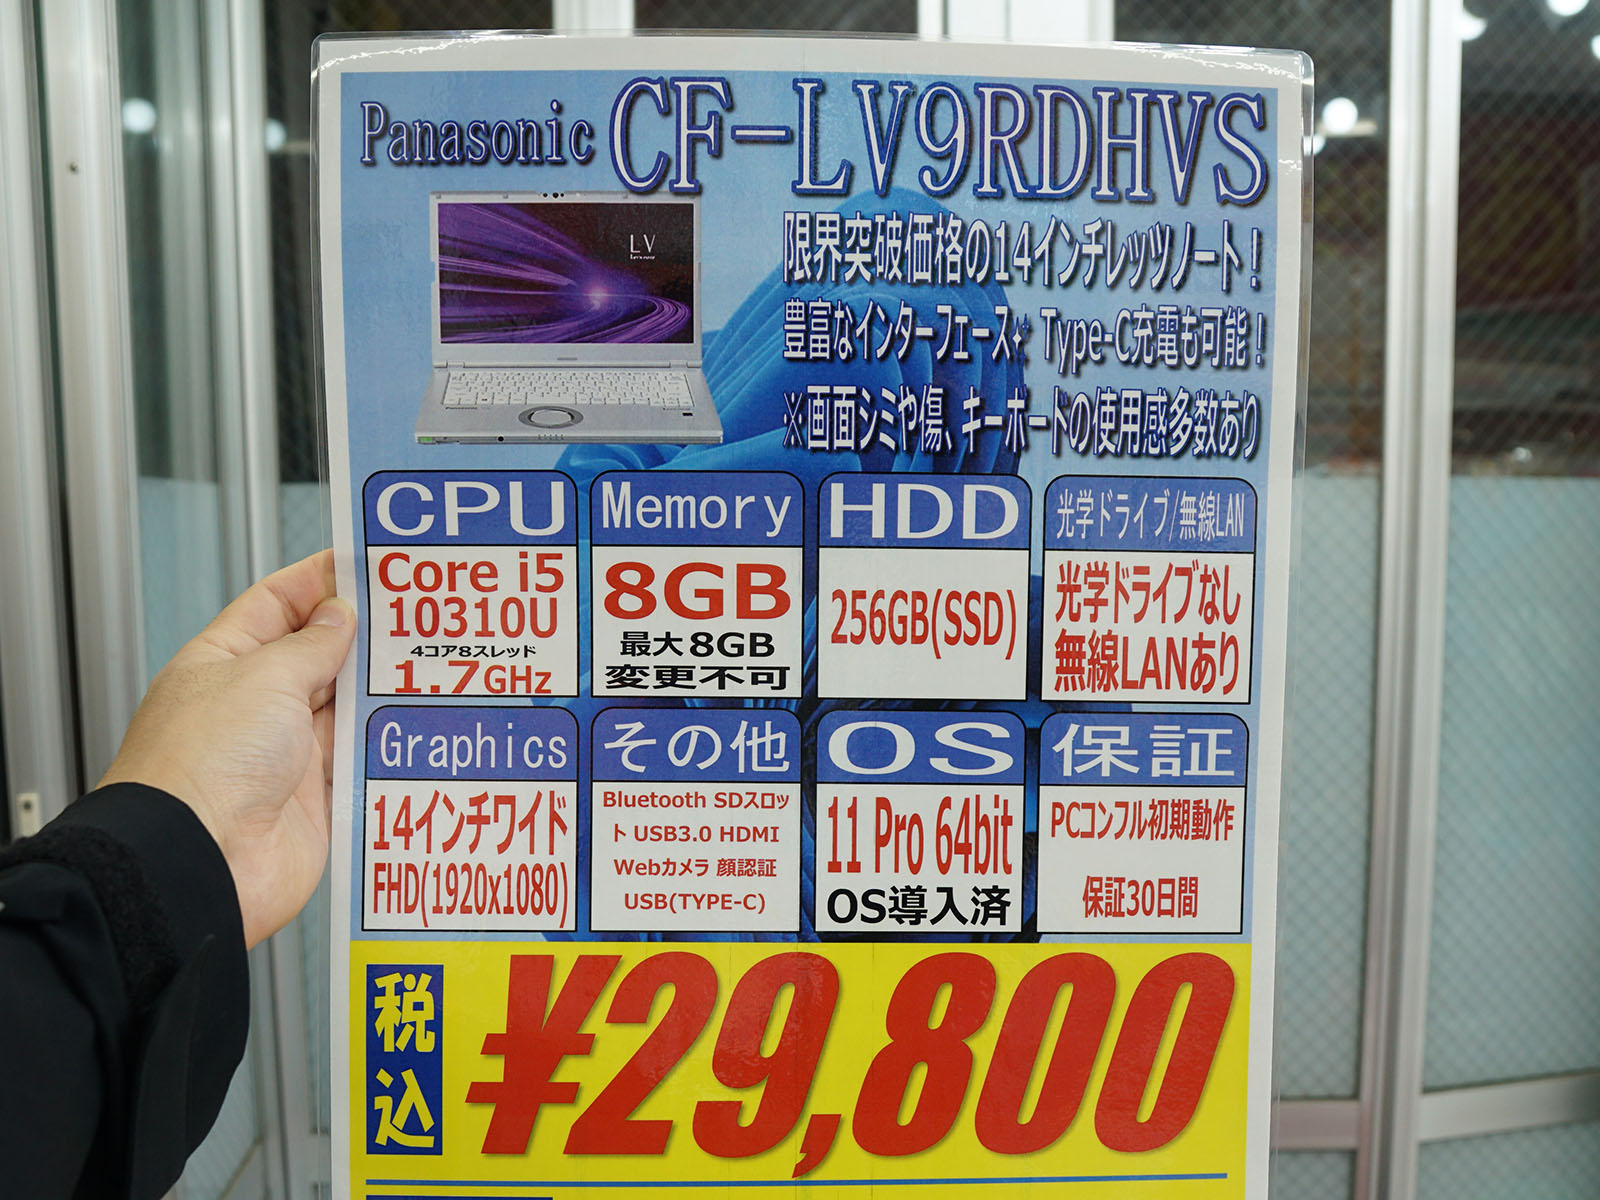 Panasonic CF-LV9RDHVS
LV
限界突破価格の14インチレッツノート!
豊富なインターフェース✨ Type-C充電も可能!
※画面シミや傷、キーボードの使用感多数あり
CPU
Core i5
10310U
4コア8スレッド
1.7GHz
Memory
8GB
最大8GB
変更不可
HDD
256GB(SSD)
光学ドライブ/無線LAN
光学ドライブなし
無線LANあり
Graphics
14インチワイド
FHD(1920x1080)
その他
Bluetooth SDスロッ
ト USB3.0 HDMI
Webカメラ 顔認証
USB(TYPE-C)
OS
11 Pro 64bit
OS導入済
保証
PCコンフル初期動作
保証30日間
税込
¥29,800